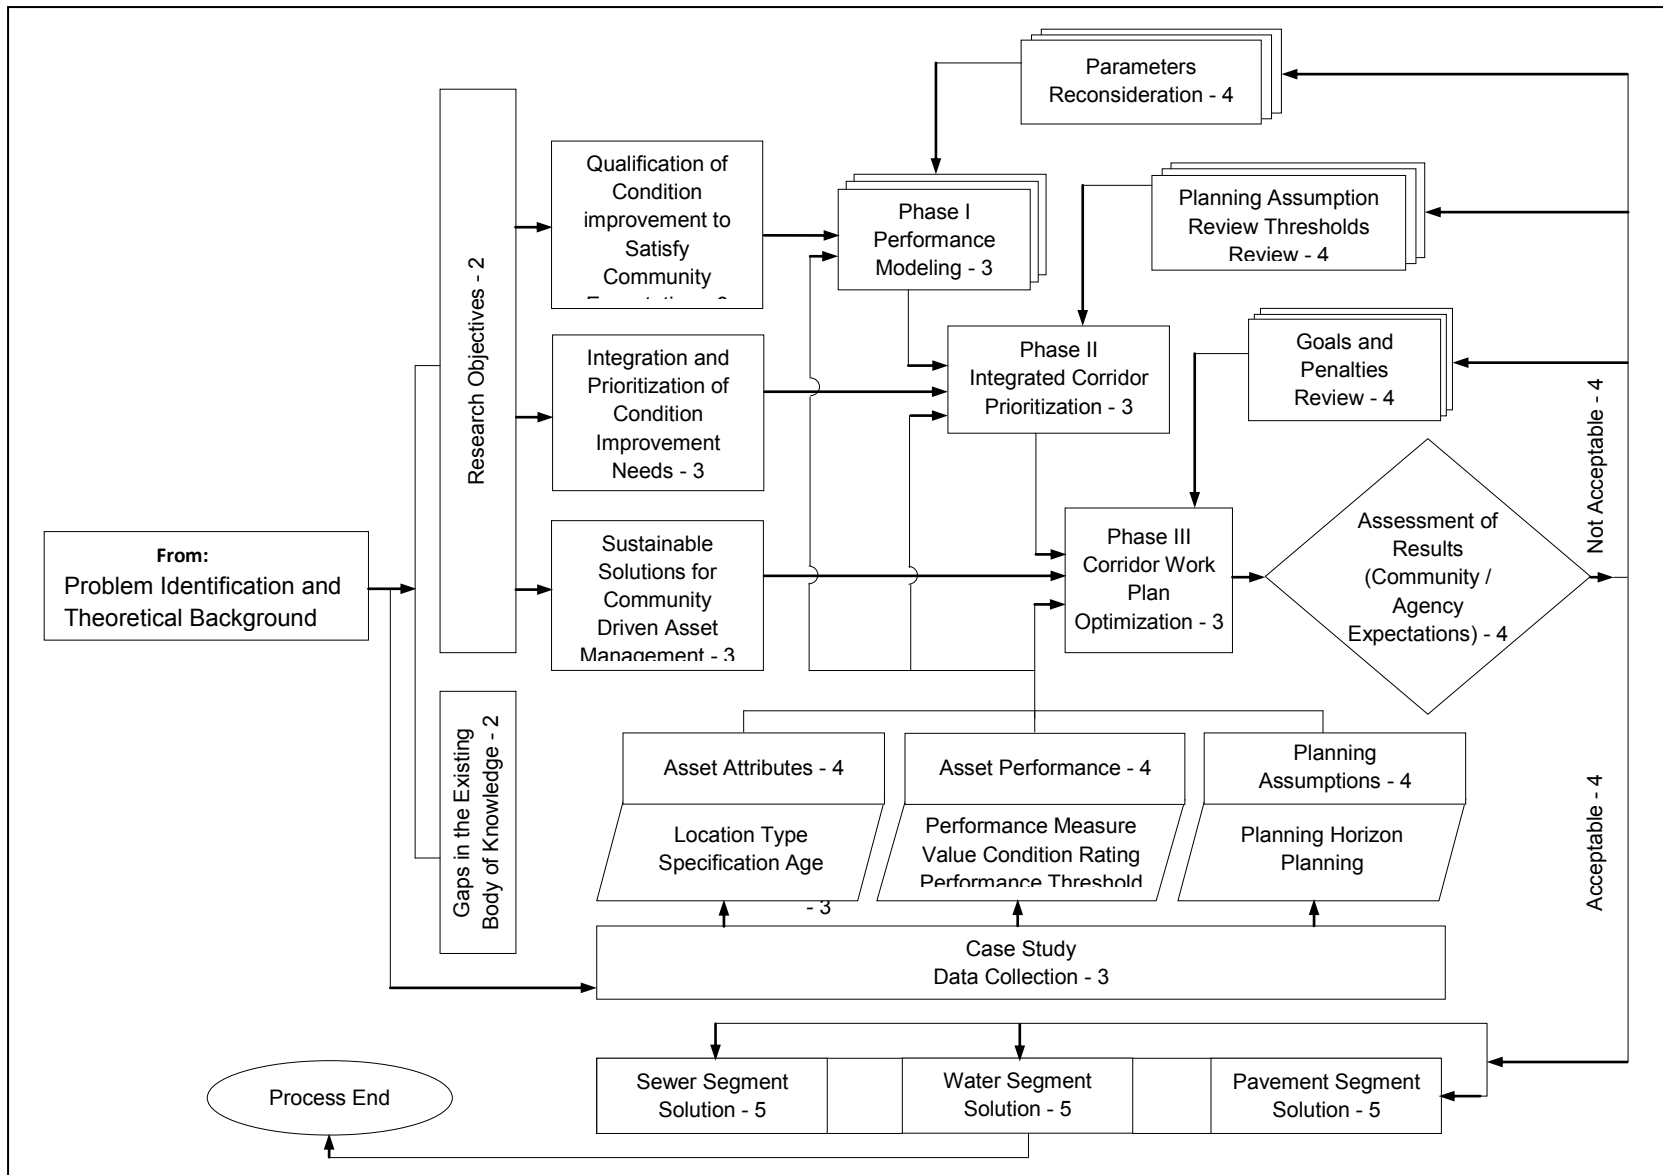 Parameters
Reconsideration - 4
Qualification of
Condition
improvement to
Satisfy
Community
Planning Assumption
Review Thresholds
Review - 4
Phase I
Performance
Modeling - 3
Research Objectives - 2
Integration and
Prioritization of
Condition
Improvement
Needs - 3
Phase II
Integrated Corridor
Prioritization - 3
Goals and
Penalties
Review - 4
Not Acceptable - 4
From:
Problem Identification and
Theoretical Background
Sustainable
Solutions for
Community
Driven Asset
Management - 3
Phase III
Corridor Work
Plan
Optimization - 3
Assessment of
Results
(Community /
Agency
Expectations) - 4
Gaps in the Existing
Body of Knowledge - 2
Asset Attributes - 4
Asset Performance - 4
Planning
Assumptions - 4
Location Type
Specification Age
- 3
Performance Measure
Value Condition Rating
Performance Threshold
Planning Horizon
Planning
Acceptable - 4
Case Study
Data Collection - 3
Process End
Sewer Segment
Solution - 5
Water Segment
Solution - 5
Pavement Segment
Solution - 5